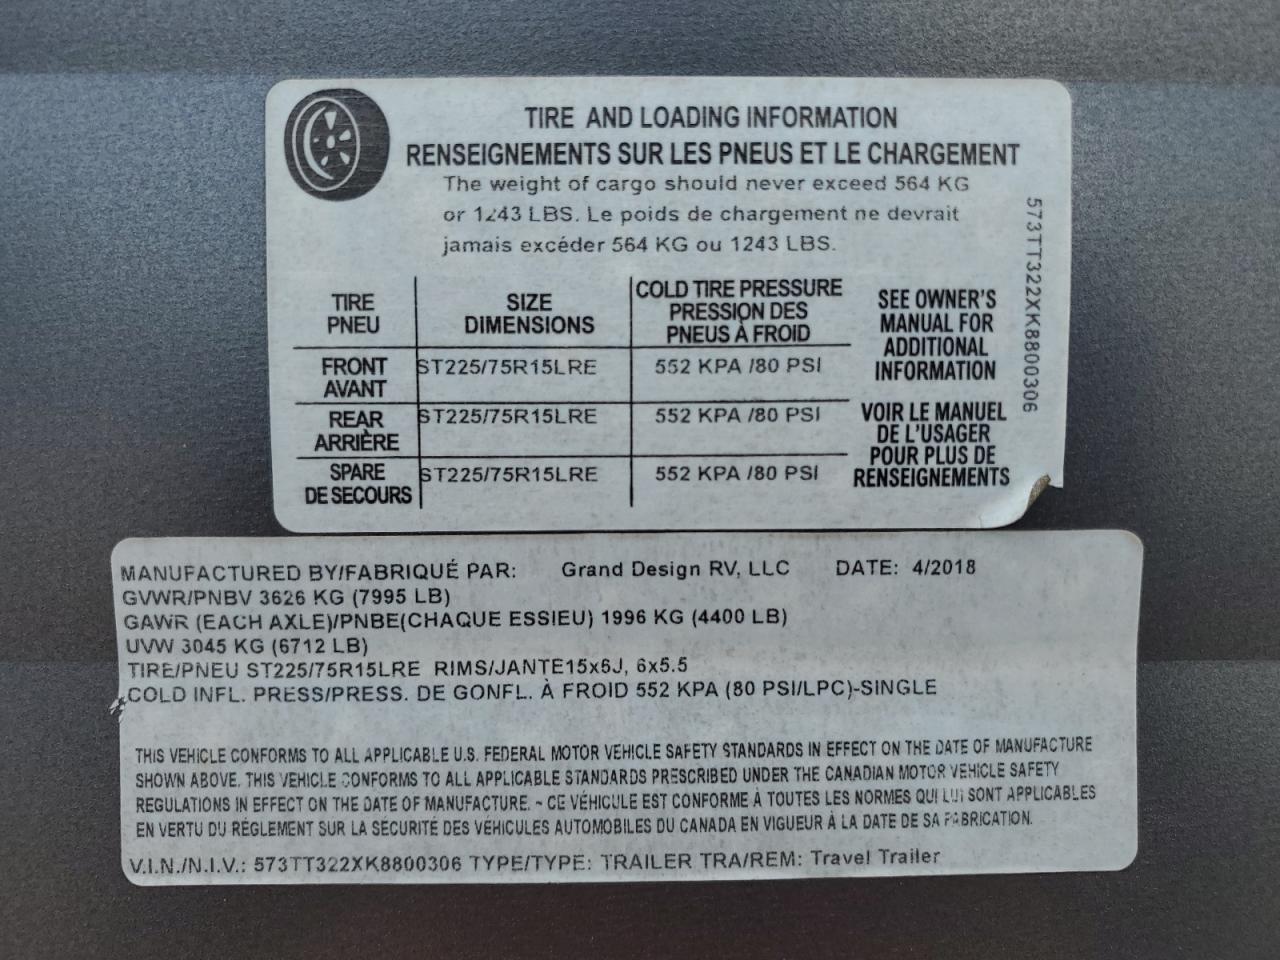 TIRE AND LOADING INFORMATION
RENSEIGNEMENTS SUR LES PNEUS ET LE CHARGEMENT
The weight of cargo should never exceed 564 KG
or 1243 LBS. Le poids de chargement ne devrait
jamais excéder 564 KG ou 1243 LBS.
TIRE
PNEU
SIZE
DIMENSIONS
COLD TIRE PRESSURE
PRESSION DES
PNEUS À FROID
FRONT
AVANT
ST225/75R15LRE
552 KPA /80 PSI
REAR
ARRIÈRE
ST225/75R15LRE
552 KPA /80 PSI
SPARE
DE SECOURS
ST225/75R15LRE
552 KPA /80 PSI
SEE OWNER'S
MANUAL FOR
ADDITIONAL
INFORMATION
VOIR LE MANUEL
DE L'USAGER
POUR PLUS DE
RENSEIGNEMENTS
573TT322XK8800306
MANUFACTURED BY/FABRIQUÉ PAR: Grand Design RV, LLC DATE: 4/2018
GVWR/PNBV 3626 KG (7995 LB)
GAWR (EACH AXLE)/PNBE(CHAQUE ESSIEU) 1996 KG (4400 LB)
UVW 3045 KG (6712 LB)
TIRE/PNEU ST225/75R15LRE RIMS/JANTE15x6J, 6x5.5
COLD INFL. PRESS/PRESS. DE GONFL. À FROID 552 KPA (80 PSI/LPC)-SINGLE
THIS VEHICLE CONFORMS TO ALL APPLICABLE U.S. FEDERAL MOTOR VEHICLE SAFETY STANDARDS IN EFFECT ON THE DATE OF MANUFACTURE
SHOWN ABOVE. THIS VEHICLE CONFORMS TO ALL APPLICABLE STANDARDS PRESCRIBED UNDER THE CANADIAN MOTOR VEHICLE SAFETY
REGULATIONS IN EFFECT ON THE DATE OF MANUFACTURE. ~ CE VÉHICULE EST CONFORME À TOUTES LES NORMES QUI LUI SONT APPLICABLES
EN VERTU DU RÈGLEMENT SUR LA SÉCURITÉ DES VÉHICULES AUTOMOBILES DU CANADA EN VIGUEUR À LA DATE DE SA FABRICATION.
V.I.N./N.I.V.: 573TT322XK8800306 TYPE/TYPE: TRAILER TRA/REM: Travel Trailer